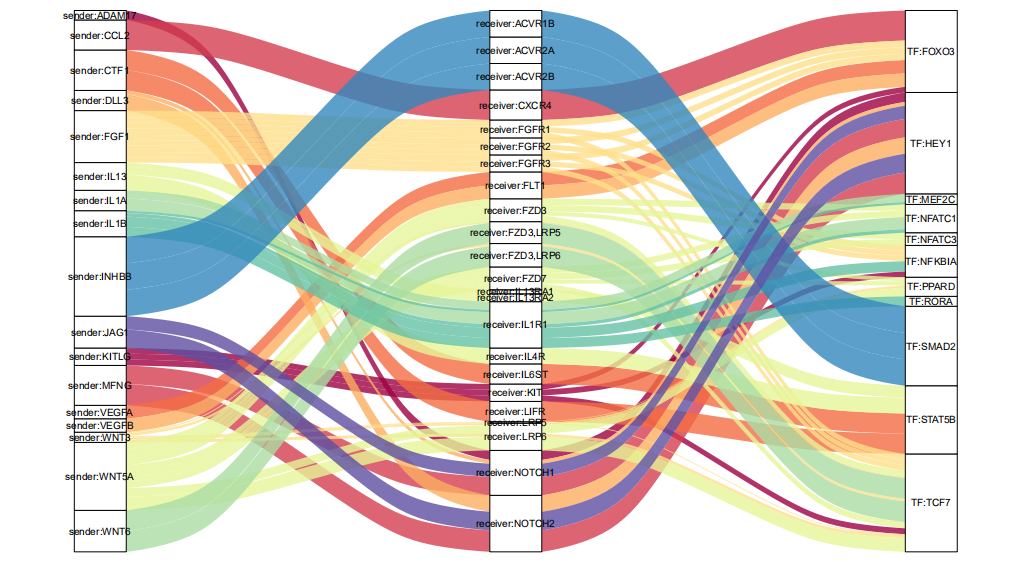 sender:ADAM17
sender:CCL2
sender:CTF1
sender:DLL3
sender:FGF1
sender:IL13
sender:IL1A
sender:IL1B
sender:INHBB
sender:JAG1
sender:KITLG
sender:MFNG
sender:VEGFA
sender:VEGFB
sender:WNT3
sender:WNT5A
sender:WNT6
receiver:ACVR1B
receiver:ACVR2A
receiver:ACVR2B
receiver:CXCR4
receiver:FGFR1
receiver:FGFR2
receiver:FGFR3
receiver:FLT1
receiver:FZD3
receiver:FZD3,LRP5
receiver:FZD3,LRP6
receiver:FZD7
receiver:IL13RA1
receiver:IL13RA2
receiver:IL1R1
receiver:IL4R
receiver:IL6ST
receiver:KIT
receiver:LIFR
receiver:LRP5
receiver:LRP6
receiver:NOTCH1
receiver:NOTCH2
TF:FOXO3
TF:HEY1
TF:MEF2C
TF:NFATC1
TF:NFATC3
TF:NFKBIA
TF:PPARD
TF:RORA
TF:SMAD2
TF:STAT5B
TF:TCF7